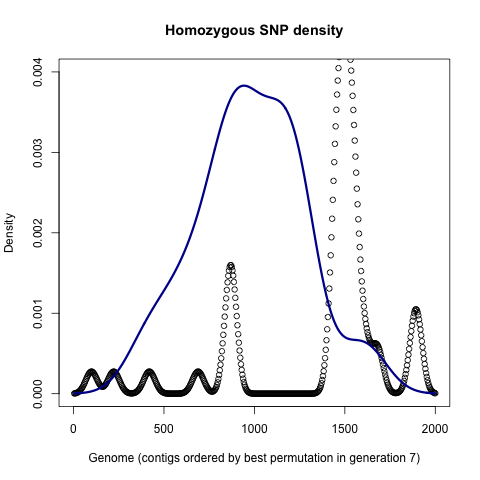 Homozygous SNP density
0.004
0.003
0.002
0.001
0.000
Density
0 500 1000 1500 2000
Genome (contigs ordered by best permutation in generation 7)